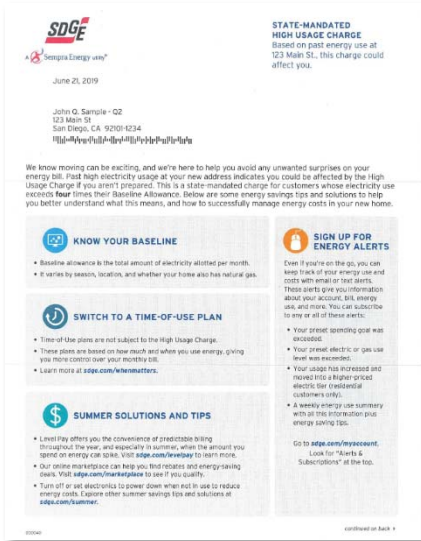 SDGE
A Sempra Energy utility®
STATE-MANDATED
HIGH USAGE CHARGE
Based on past energy use at
123 Main St., this charge could
affect you.
June 21, 2019
John Q. Sample - Q2
123 Main St
San Diego, CA 92101-1234
We know moving can be exciting, and we're here to help you avoid any unwanted surprises on your
energy bill. Past high electricity usage at your new address indicates you could be affected by the High
Usage Charge if you aren't prepared. This is a state-mandated charge for customers whose electricity use
exceeds four times their Baseline Allowance. Below are some energy savings tips and solutions to help
you better understand what this means, and how to successfully manage energy costs in your new home.
KNOW YOUR BASELINE
• Baseline allowance is the total amount of electricity allotted per month.
• It varies by season, location, and whether your home also has natural gas.
SWITCH TO A TIME-OF-USE PLAN
• Time-of-Use plans are not subject to the High Usage Charge.
• These plans are based on how much and when you use energy, giving
you more control over your monthly bill.
• Learn more at sdge.com/whenmatters.
SUMMER SOLUTIONS AND TIPS
• Level Pay offers you the convenience of predictable billing
throughout the year, and especially in summer, when the amount you
spend on energy can spike. Visit sdge.com/levelpay to learn more.
• Our online marketplace can help you find rebates and energy-saving
deals. Visit sdge.com/marketplace to see if you qualify.
• Turn off or set electronics to power down when not in use to reduce
energy costs. Explore other summer savings tips and solutions at
sdge.com/summer.
SIGN UP FOR
ENERGY ALERTS
Even if you're on the go, you can
keep track of your energy use and
costs with email or text alerts.
These alerts give you information
about your account, bill, energy
use, and more. You can subscribe
to any or all of these alerts:
• Your preset spending goal was
exceeded.
• Your preset electric or gas use
level was exceeded.
• Your usage has increased and
moved into a higher-priced
electric tier (residential
customers only).
• A weekly energy use summary
with all this information plus
energy saving tips.
Go to sdge.com/myaccount.
Look for "Alerts &
Subscriptions" at the top.
continued on back